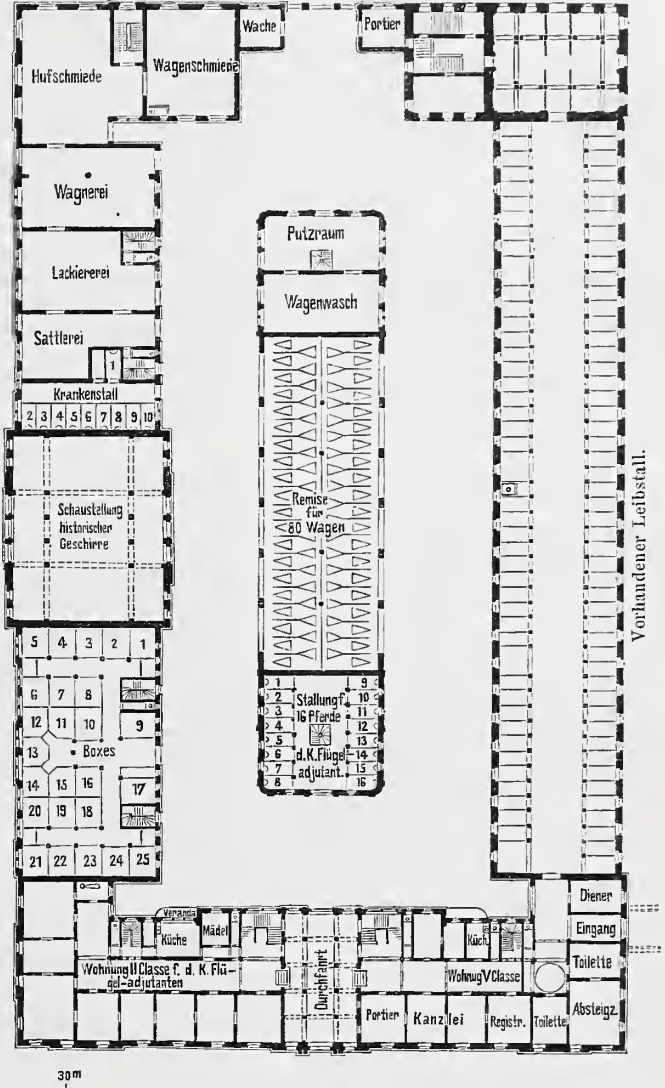 Wache
Portier
Hufschmiede
Wagenschmiede
Wagnerei
Putzraum
Lackiererei
Wagenwasch
Sattlerei
1
Krankenstall
2 3 4 5 6 7 8 9 10
Remise
für
80 Wagen
Schaustellung
historischer
Geschirre
Vorhandener Leibstall.
5 4 3 2 1
6 7 8
12 11 10 9
13 Boxes
14 15 16 17
20 19 18
21 22 23 24 25
1 9
2 Stallung f. 10
3 16 Pferde 11
4 12
5 13
6 d. K. Flügel- 14
7 adjutant. 15
8 16
Diener
Eingang
Toilette
Absteigz.
Veranda
Küche
Mädel
Küch.
Wohnung II Classe f. d. K. Flü-
gel-adjutanten
Durchfahrt
Wohnug V Classe
Portier
Kanzlei
Registr.
Toilette
30m